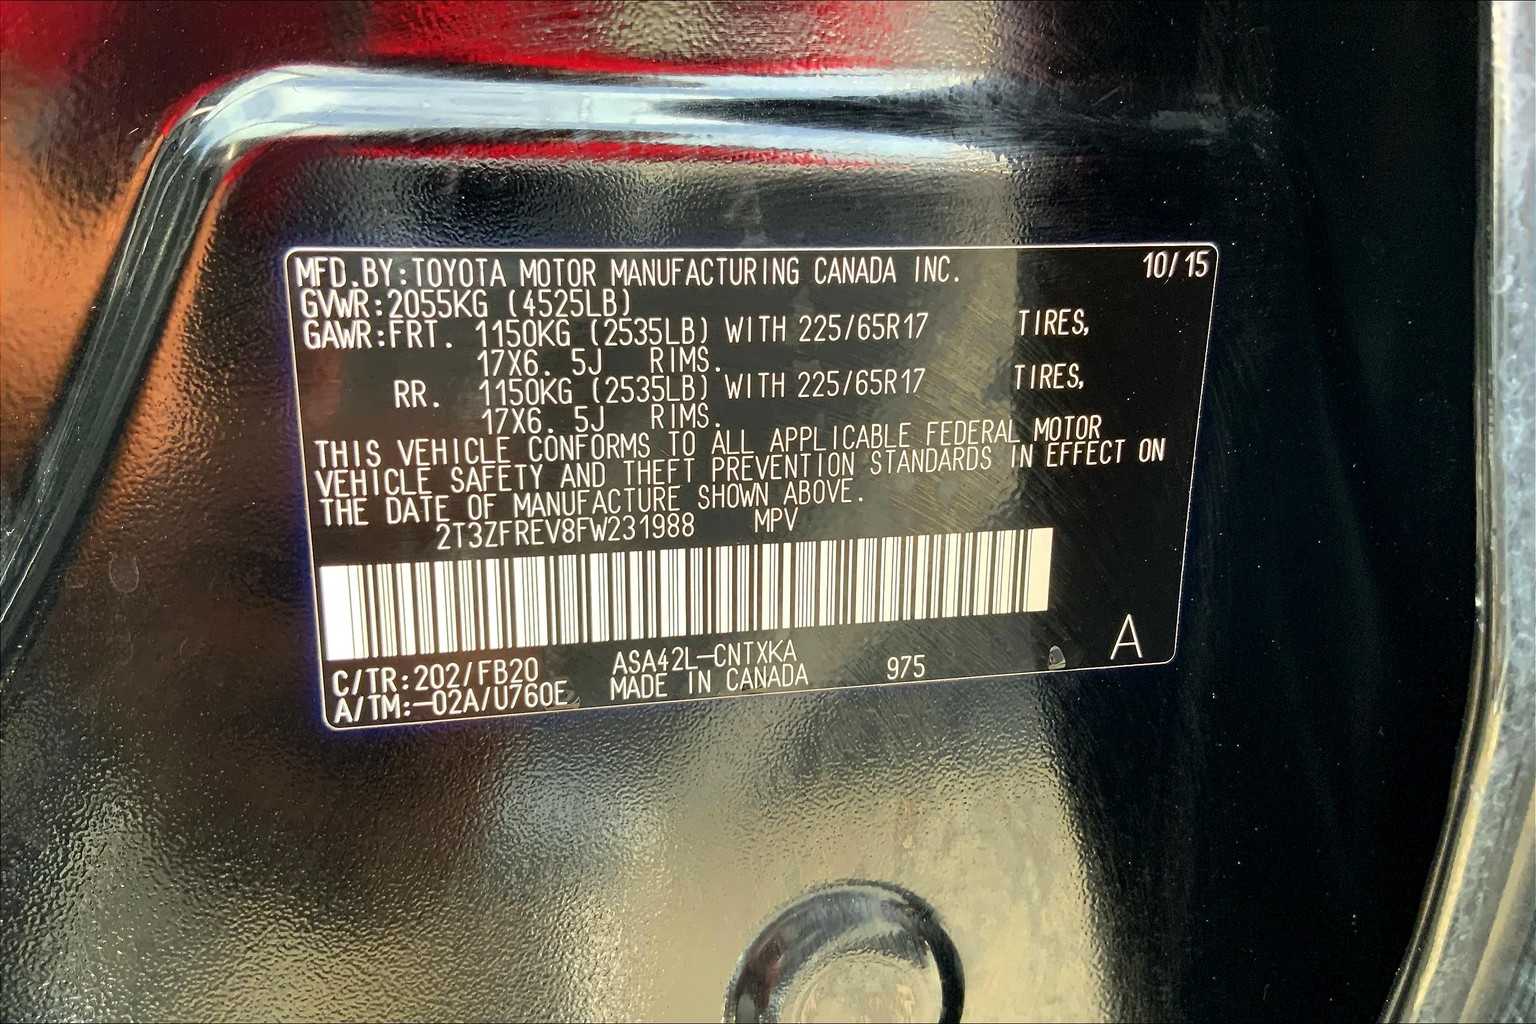 MFD.BY:TOYOTA MOTOR MANUFACTURING CANADA INC. 10/15
GVWR:2055KG (4525LB)
GAWR:FRT. 1150KG (2535LB) WITH 225/65R17 TIRES,
17X6. 5J RIMS.
RR. 1150KG (2535LB) WITH 225/65R17 TIRES,
17X6. 5J RIMS.
THIS VEHICLE CONFORMS TO ALL APPLICABLE FEDERAL MOTOR
VEHICLE SAFETY AND THEFT PREVENTION STANDARDS IN EFFECT ON
THE DATE OF MANUFACTURE SHOWN ABOVE.
2T3ZFREV8FW231988 MPV
C/TR:202/FB20 ASA42L-CNTXKA 975 A
A/TM:-02A/U760E MADE IN CANADA